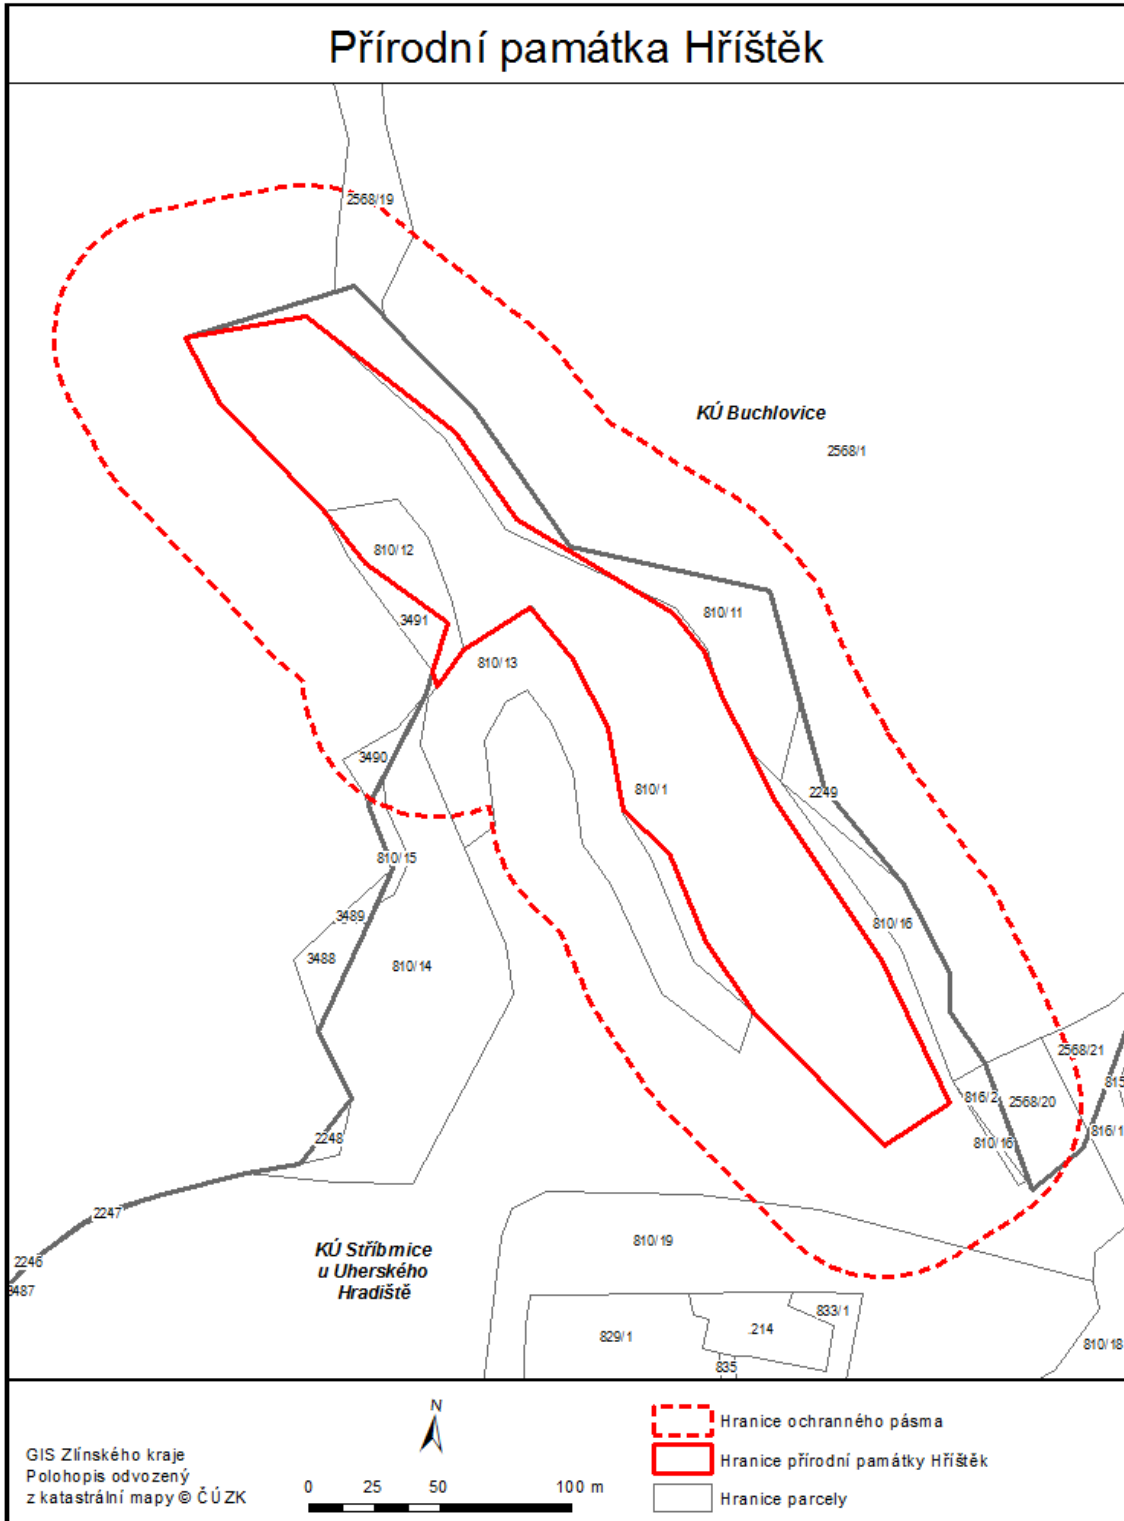 Přírodní památka Hříštěk
2568/19
KÚ Buchlovice
2568/1
810/12
810/11
3491
810/13
3490
810/1
2249
810/15
3489
810/16
3488
810/14
2568/21
815
816/2
2568/20
816/1
810/16
2248
2247
KÚ Stříbrnice
u Uherského
Hradiště
810/19
2246
3487
829/1
.214
833/1
810/18
835
N
GIS Zlínského kraje
Polohopis odvozený
z katastrální mapy © ČÚZK
0 25 50 100 m
Hranice ochranného pásma
Hranice přírodní památky Hříštěk
Hranice parcely